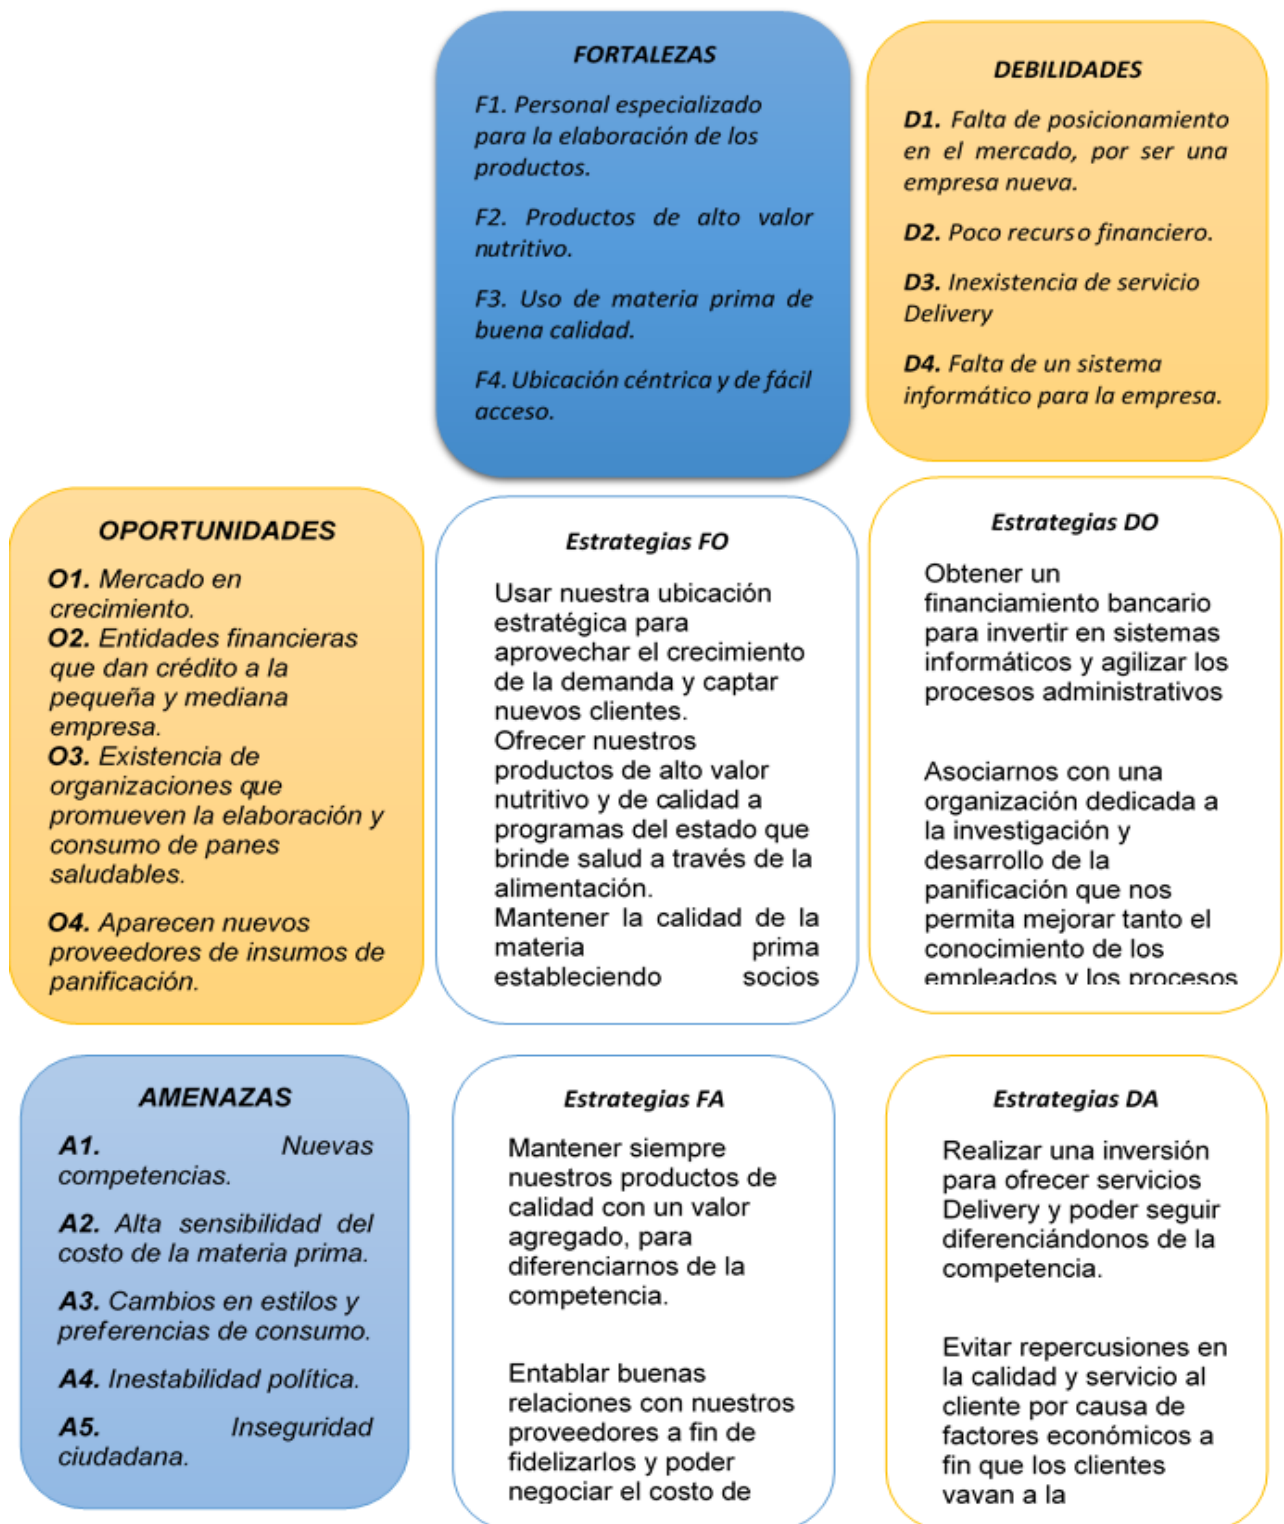 FORTALEZAS
F1. Personal especializado
para la elaboración de los
productos.
F2. Productos de alto valor
nutritivo.
F3. Uso de materia prima de
buena calidad.
F4. Ubicación céntrica y de fácil
acceso.
DEBILIDADES
D1. Falta de posicionamiento
en el mercado, por ser una
empresa nueva.
D2. Poco recurso financiero.
D3. Inexistencia de servicio
Delivery
D4. Falta de un sistema
informático para la empresa.
OPORTUNIDADES
O1. Mercado en
crecimiento.
O2. Entidades financieras
que dan crédito a la
pequeña y mediana
empresa.
O3. Existencia de
organizaciones que
promueven la elaboración y
consumo de panes
saludables.
O4. Aparecen nuevos
proveedores de insumos de
panificación.
Estrategias FO
Usar nuestra ubicación
estratégica para
aprovechar el crecimiento
de la demanda y captar
nuevos clientes.
Ofrecer nuestros
productos de alto valor
nutritivo y de calidad a
programas del estado que
brinde salud a través de la
alimentación.
Mantener la calidad de la
materia prima
estableciendo socios
Estrategias DO
Obtener un
financiamiento bancario
para invertir en sistemas
informáticos y agilizar los
procesos administrativos
Asociarnos con una
organización dedicada a
la investigación y
desarrollo de la
panificación que nos
permita mejorar tanto el
conocimiento de los
empleados y los procesos
AMENAZAS
A1. Nuevas
competencias.
A2. Alta sensibilidad del
costo de la materia prima.
A3. Cambios en estilos y
preferencias de consumo.
A4. Inestabilidad política.
A5. Inseguridad
ciudadana.
Estrategias FA
Mantener siempre
nuestros productos de
calidad con un valor
agregado, para
diferenciarnos de la
competencia.
Entablar buenas
relaciones con nuestros
proveedores a fin de
fidelizarlos y poder
negociar el costo de
Estrategias DA
Realizar una inversión
para ofrecer servicios
Delivery y poder seguir
diferenciándonos de la
competencia.
Evitar repercusiones en
la calidad y servicio al
cliente por causa de
factores económicos a
fin que los clientes
vayan a la